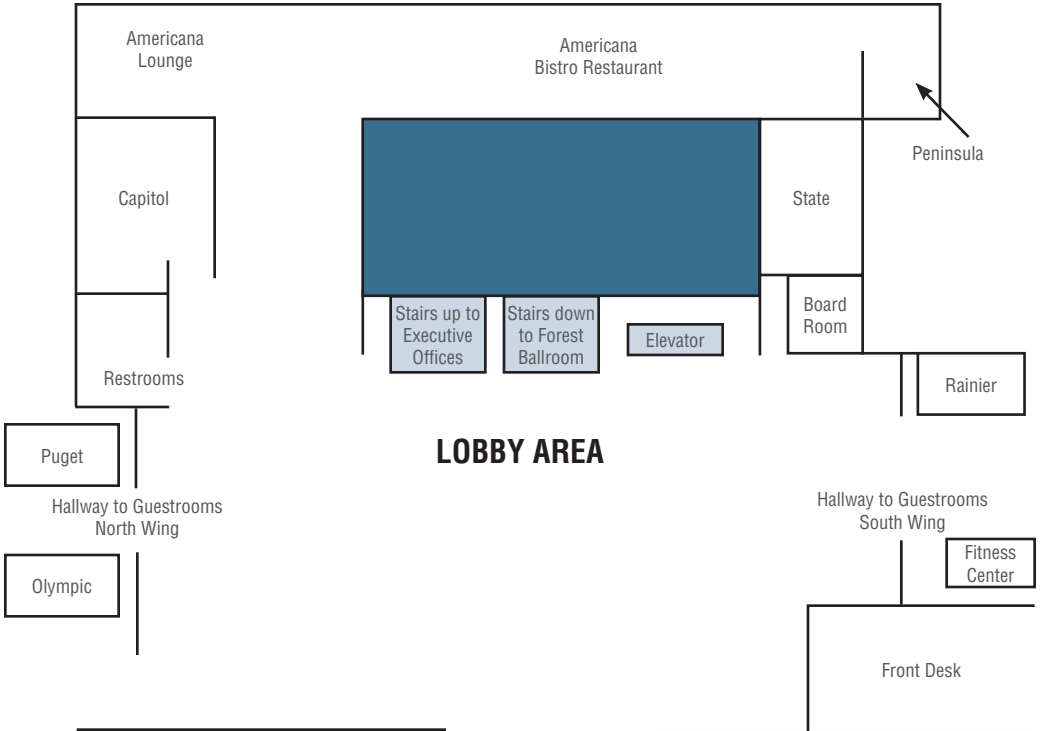 Americana
Lounge
Americana
Bistro Restaurant
Peninsula
Capitol
State
Stairs up to
Executive
Offices
Stairs down
to Forest
Ballroom
Elevator
Board
Room
Restrooms
Rainier
LOBBY AREA
Puget
Hallway to Guestrooms
North Wing
Hallway to Guestrooms
South Wing
Fitness
Center
Olympic
Front Desk